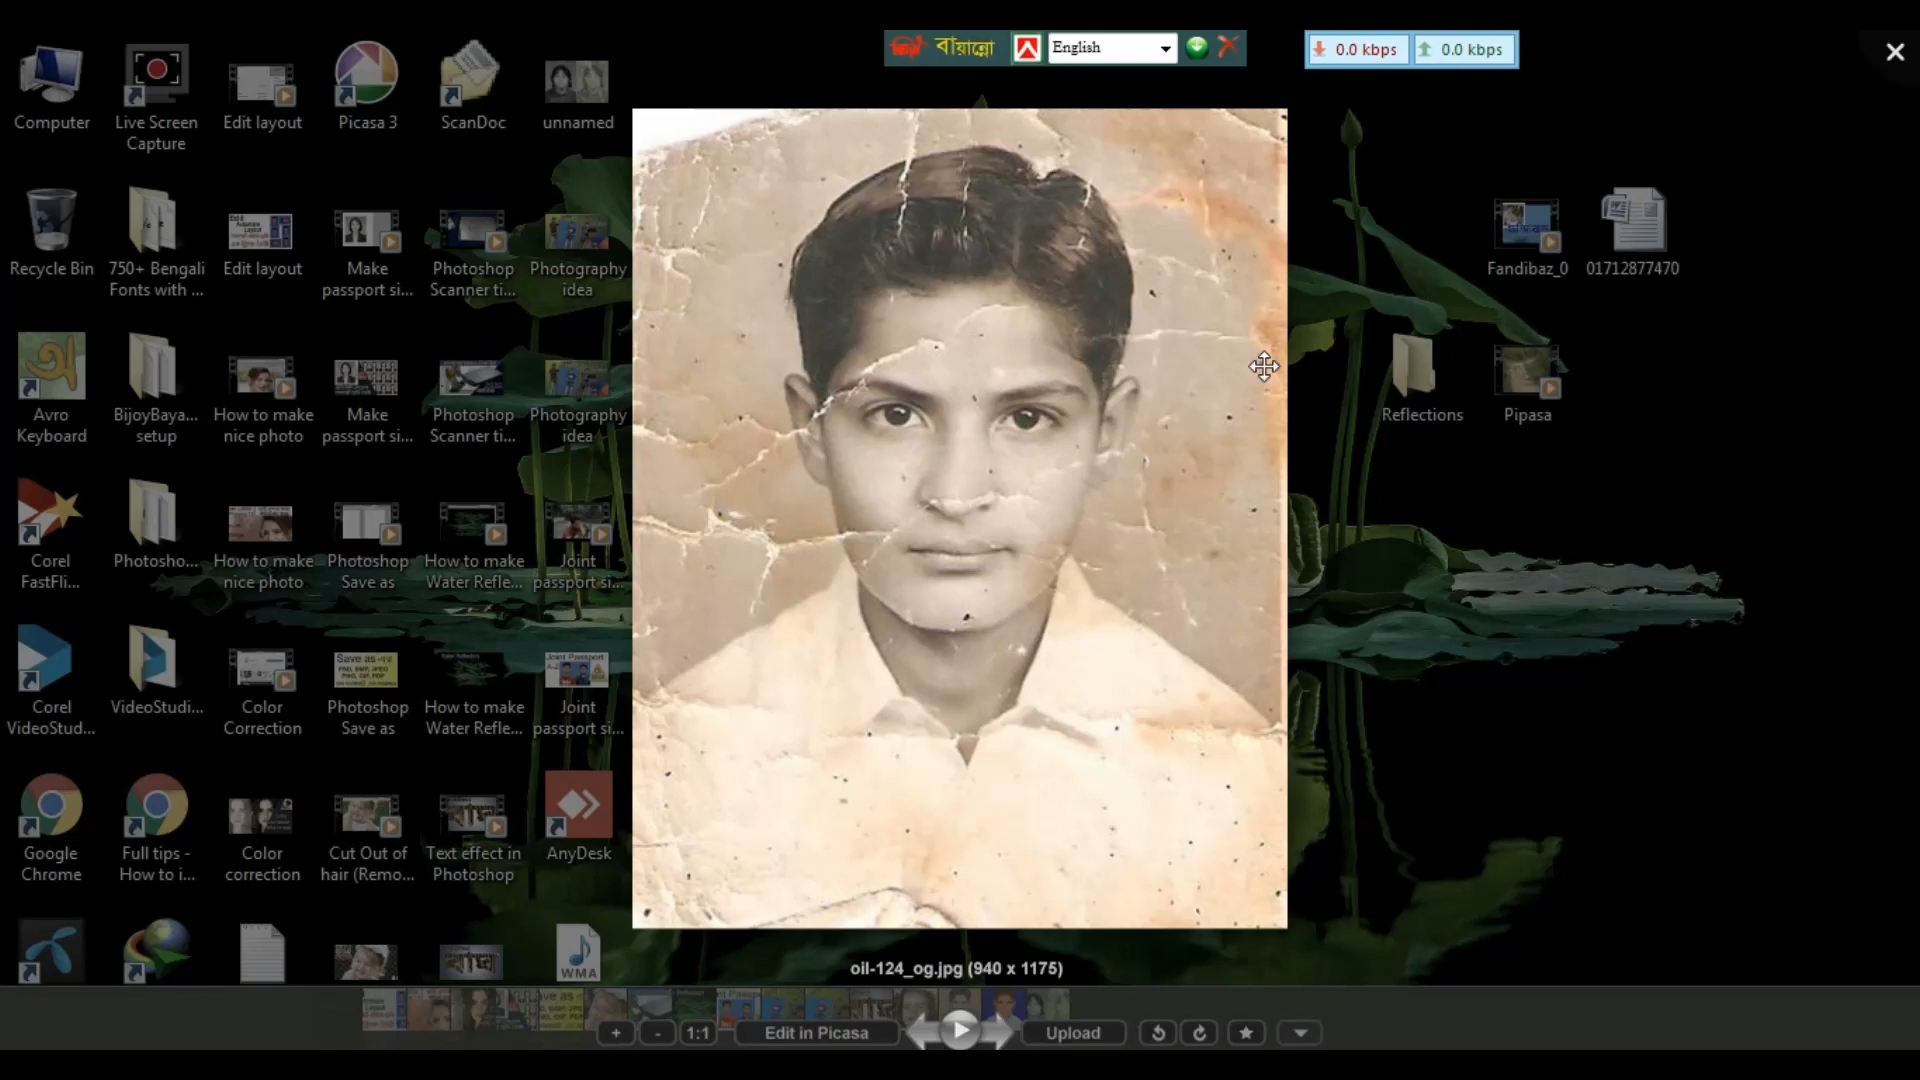 বায়ান্নো
English
0.0 kbps
0.0 kbps
Computer
Live Screen
Capture
Edit layout
Picasa 3
ScanDoc
unnamed
Recycle Bin
750+ Bengali
Fonts with ...
Edit layout
Make
passport si...
Photoshop
Scanner ti...
Photography
idea
Fandibaz_0
01712877470
Avro
Keyboard
BijoyBaya...
setup
How to make
nice photo
Make
passport si...
Photoshop
Scanner ti...
Photography
idea
Reflections
Pipasa
Corel
FastFli...
Photosho...
How to make
nice photo
Photoshop
Save as
How to make
Water Refle...
Joint
passport si...
Save as
Joint Passport
Corel
VideoStud...
VideoStudi...
Color
Correction
Photoshop
Save as
How to make
Water Refle...
Joint
passport si...
Google
Chrome
Full tips -
How to i...
Color
correction
Cut Out of
hair (Remo...
Text effect in
Photoshop
AnyDesk
WMA
oil-124_og.jpg (940 x 1175)
+
-
1:1
Edit in Picasa
Upload